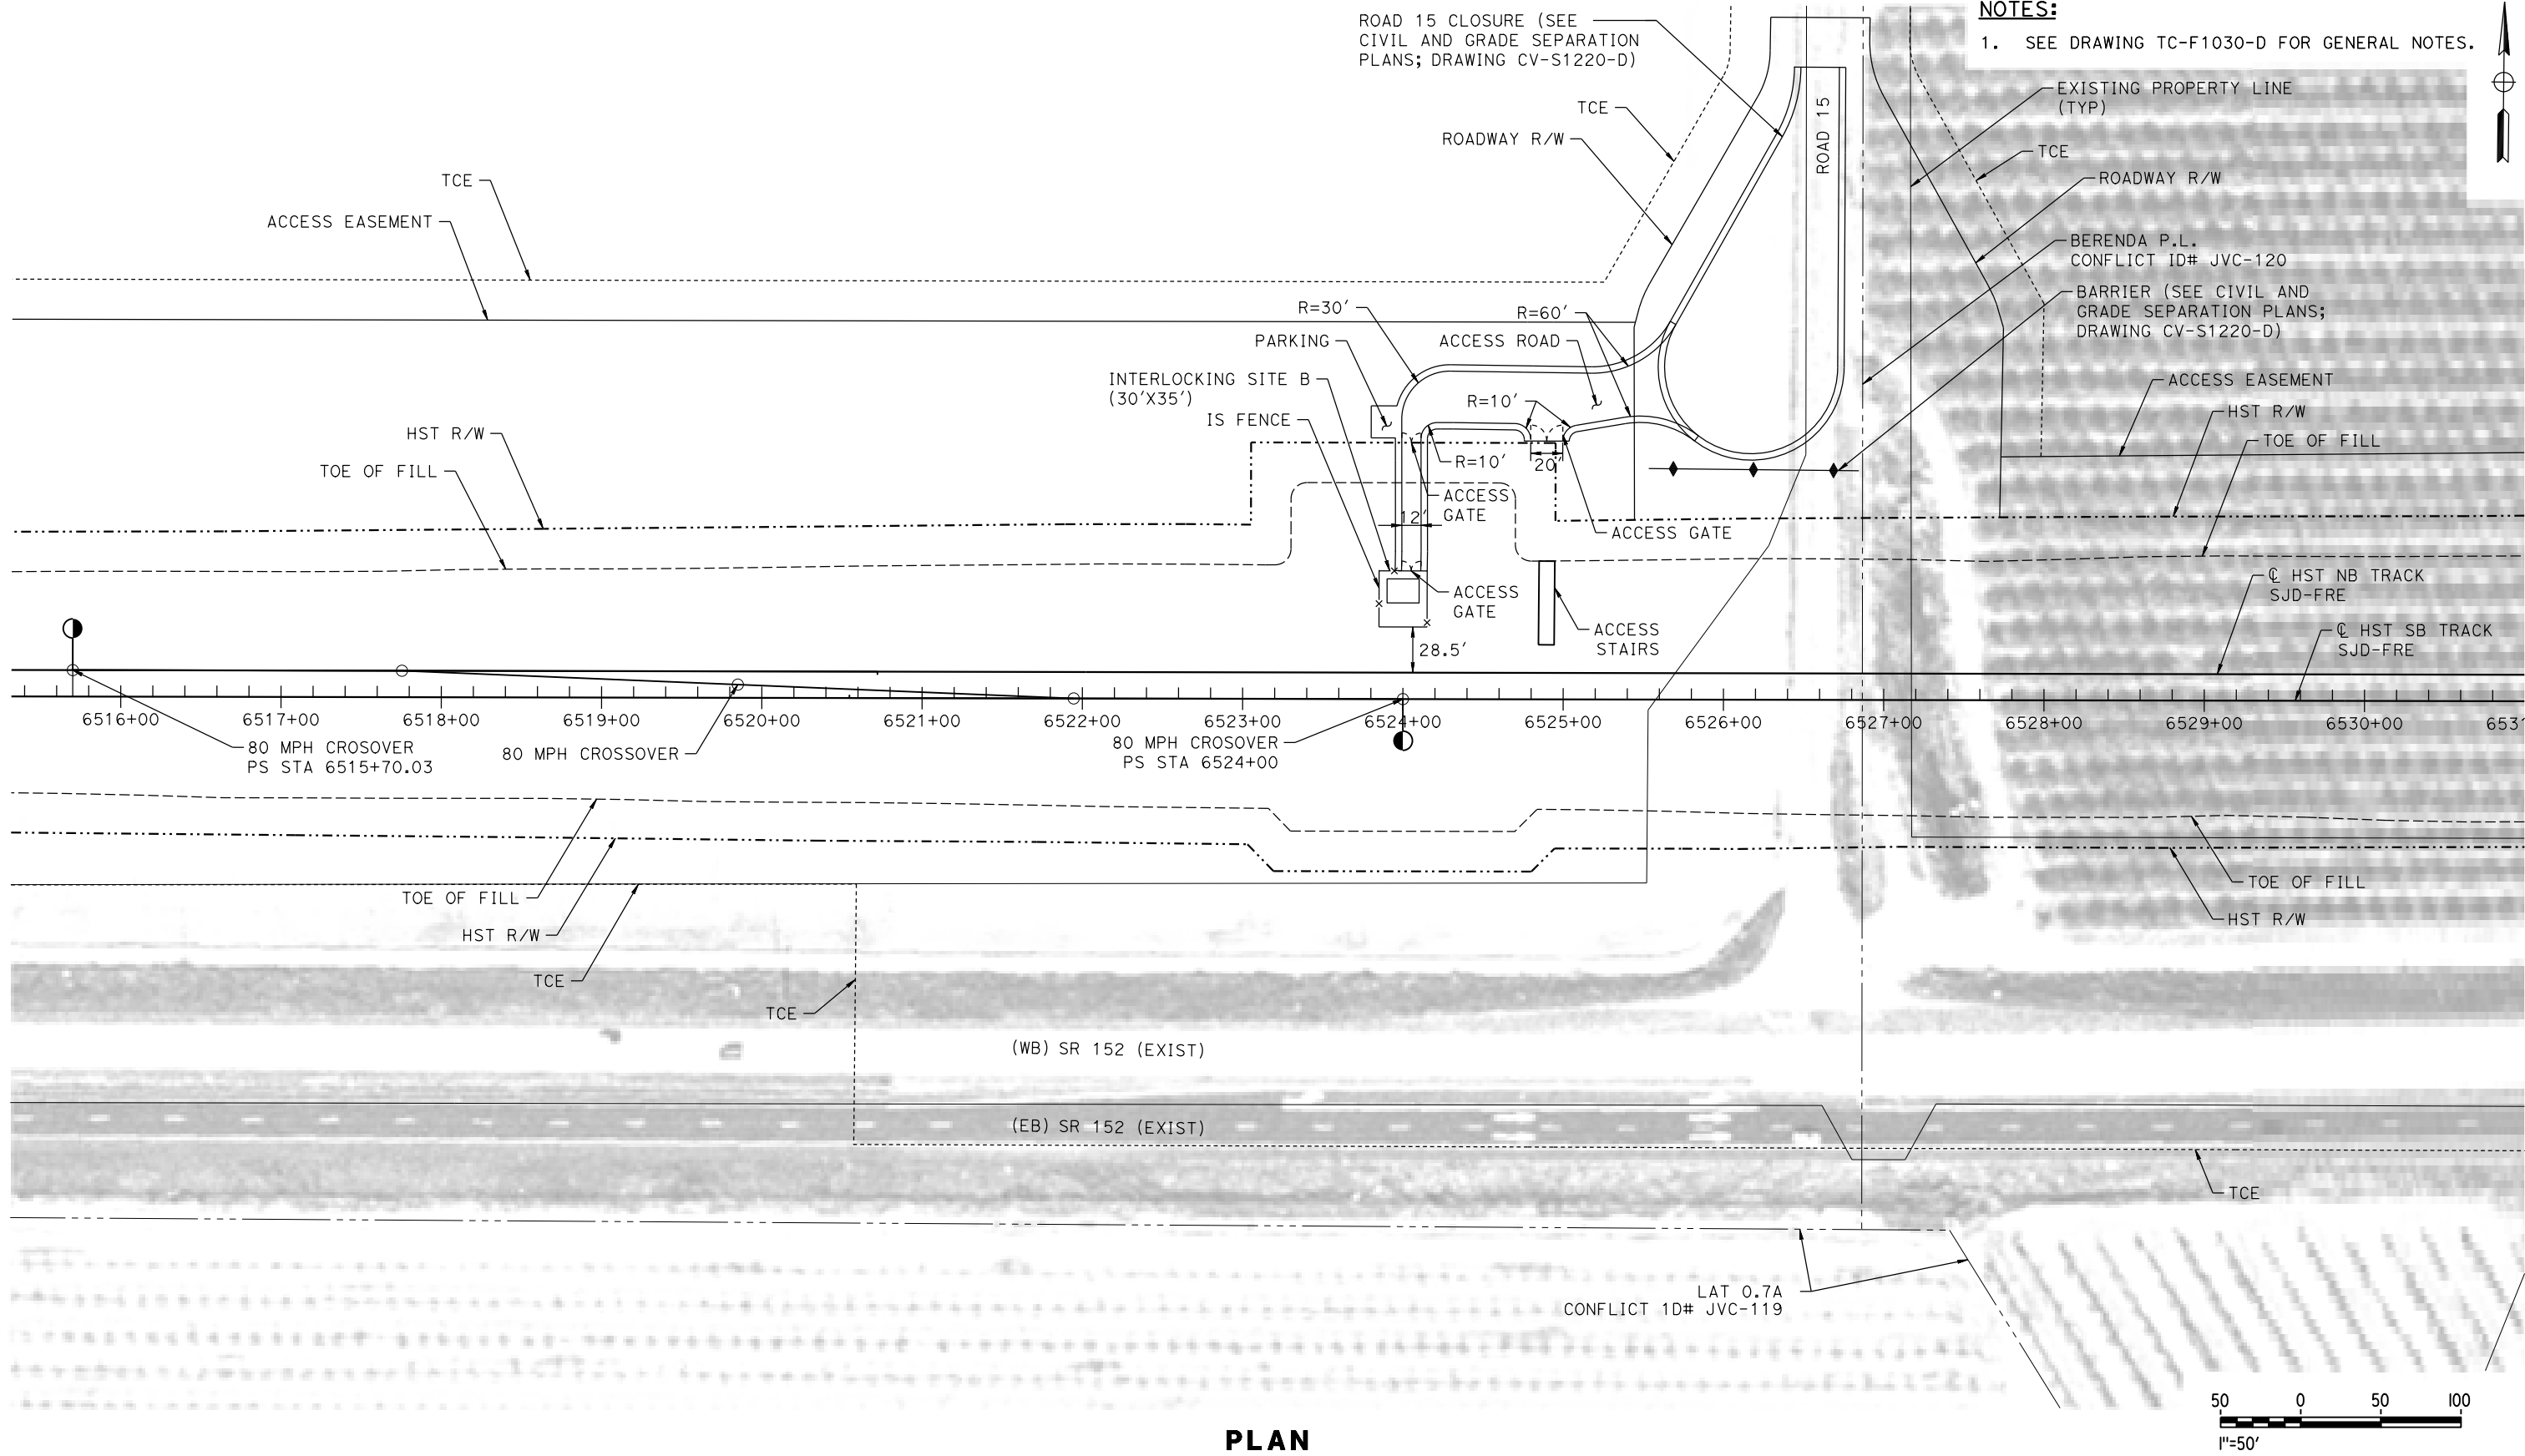 NOTES:
1. SEE DRAWING TC-F1030-D FOR GENERAL NOTES.
ROAD 15 CLOSURE (SEE
CIVIL AND GRADE SEPARATION
PLANS; DRAWING CV-S1220-D)
TCE
ROADWAY R/W
ROAD 15
EXISTING PROPERTY LINE
(TYP)
TCE
ROADWAY R/W
TCE
ACCESS EASEMENT
BERENDA P.L.
CONFLICT ID# JVC-120
BARRIER (SEE CIVIL AND
GRADE SEPARATION PLANS;
DRAWING CV-S1220-D)
R=30'
R=60'
PARKING
ACCESS ROAD
INTERLOCKING SITE B
(30'X35')
R=10'
IS FENCE
ACCESS EASEMENT
HST R/W
TOE OF FILL
HST R/W
TOE OF FILL
R=10'
20'
ACCESS
GATE
12'
ACCESS GATE
ACCESS
GATE
ACCESS
STAIRS
28.5'
℄ HST NB TRACK
SJD-FRE
℄ HST SB TRACK
SJD-FRE
6516+00
6517+00
6518+00
6519+00
6520+00
6521+00
6522+00
6523+00
6524+00
6525+00
6526+00
6527+00
6528+00
6529+00
6530+00
6531
80 MPH CROSOVER
PS STA 6515+70.03
80 MPH CROSSOVER
80 MPH CROSOVER
PS STA 6524+00
TOE OF FILL
HST R/W
TCE
TCE
TOE OF FILL
HST R/W
(WB) SR 152 (EXIST)
(EB) SR 152 (EXIST)
TCE
LAT 0.7A
CONFLICT 1D# JVC-119
50 0 50 100
1"=50'
PLAN